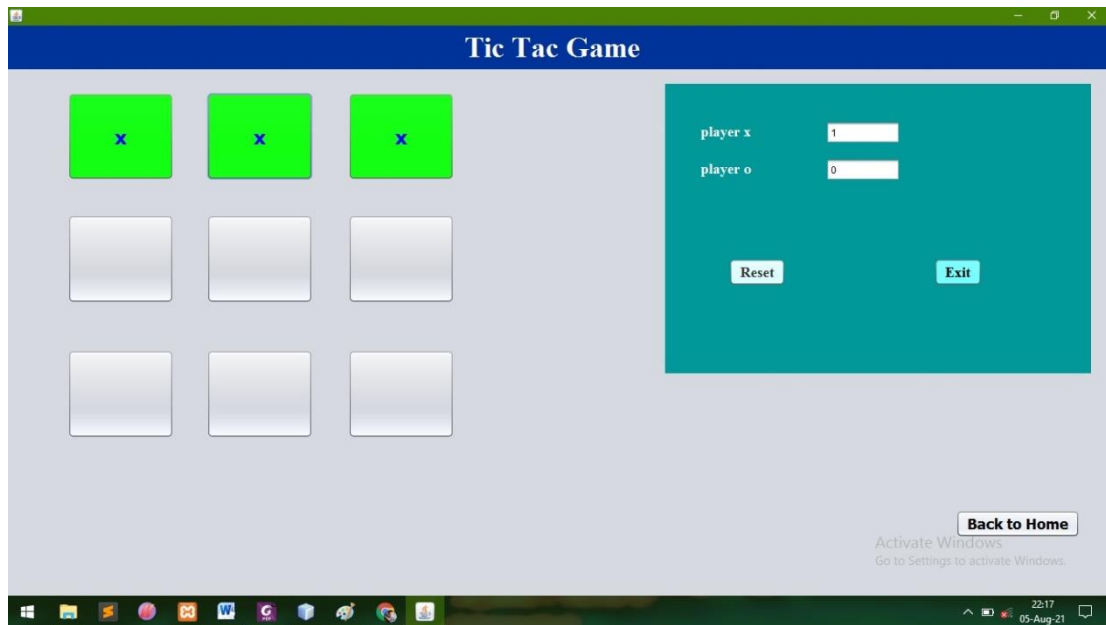 Tic Tac Game
x x x
player x 1
player o 0
Reset Exit
Back to Home
Activate Windows
Go to Settings to activate Windows.
22:17
05-Aug-21